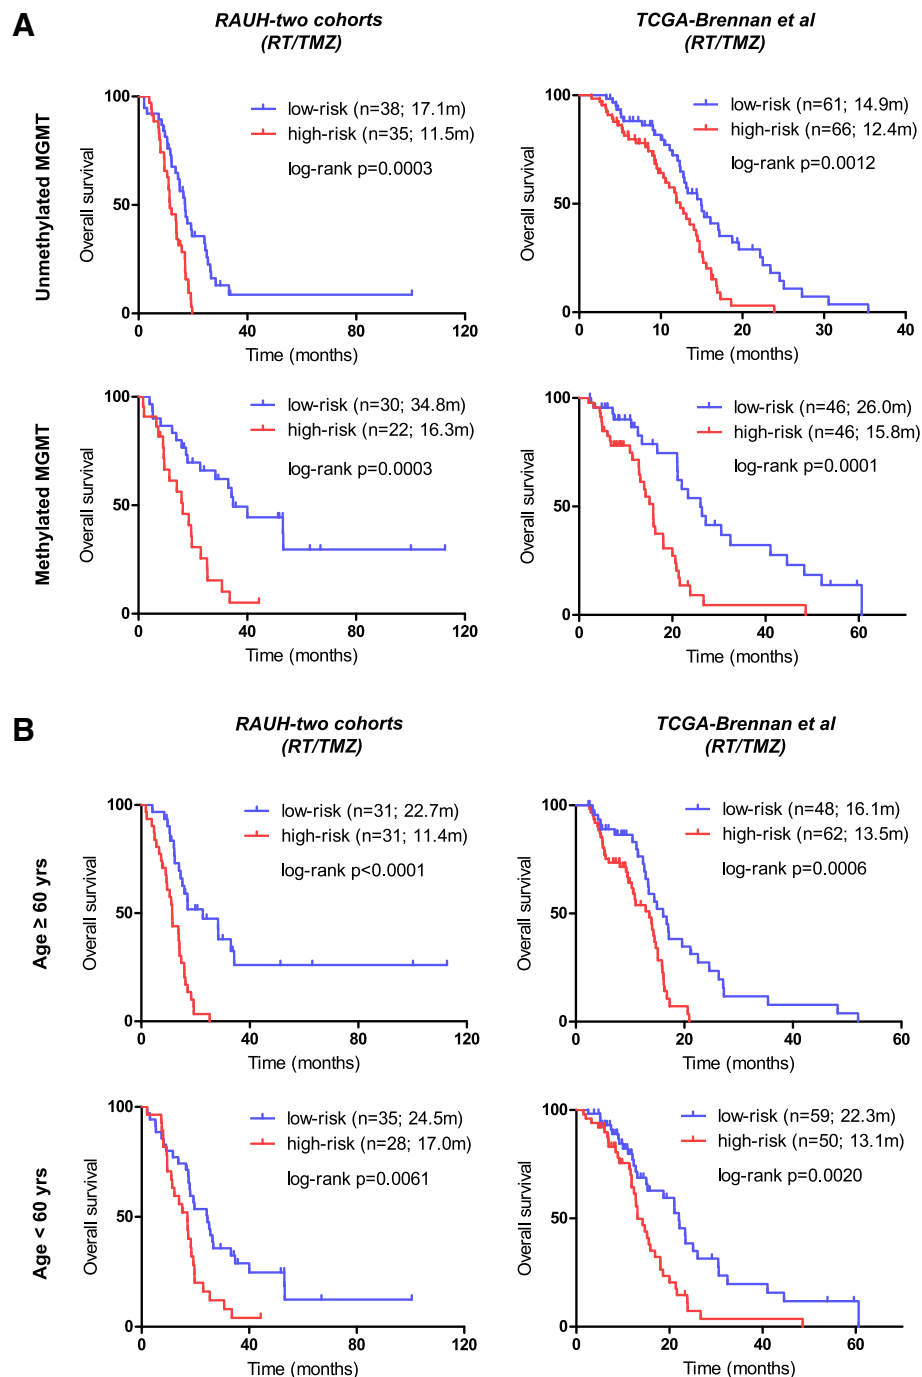 A
RAUH-two cohorts
(RT/TMZ)
TCGA-Brennan et al
(RT/TMZ)
Unmethylated MGMT
Overall survival
100
50
0
low-risk (n=38; 17.1m)
high-risk (n=35; 11.5m)
log-rank p=0.0003
0 40 80 120
Time (months)
Overall survival
100
50
0
low-risk (n=61; 14.9m)
high-risk (n=66; 12.4m)
log-rank p=0.0012
0 10 20 30 40
Time (months)
Methylated MGMT
Overall survival
100
50
0
low-risk (n=30; 34.8m)
high-risk (n=22; 16.3m)
log-rank p=0.0003
0 40 80 120
Time (months)
Overall survival
100
50
0
low-risk (n=46; 26.0m)
high-risk (n=46; 15.8m)
log-rank p=0.0001
0 20 40 60
Time (months)
B
RAUH-two cohorts
(RT/TMZ)
TCGA-Brennan et al
(RT/TMZ)
Age ≥ 60 yrs
Overall survival
100
50
0
low-risk (n=31; 22.7m)
high-risk (n=31; 11.4m)
log-rank p<0.0001
0 40 80 120
Time (months)
Overall survival
100
50
0
low-risk (n=48; 16.1m)
high-risk (n=62; 13.5m)
log-rank p=0.0006
0 20 40 60
Time (months)
Age < 60 yrs
Overall survival
100
50
0
low-risk (n=35; 24.5m)
high-risk (n=28; 17.0m)
log-rank p=0.0061
0 40 80 120
Time (months)
Overall survival
100
50
0
low-risk (n=59; 22.3m)
high-risk (n=50; 13.1m)
log-rank p=0.0020
0 20 40 60
Time (months)